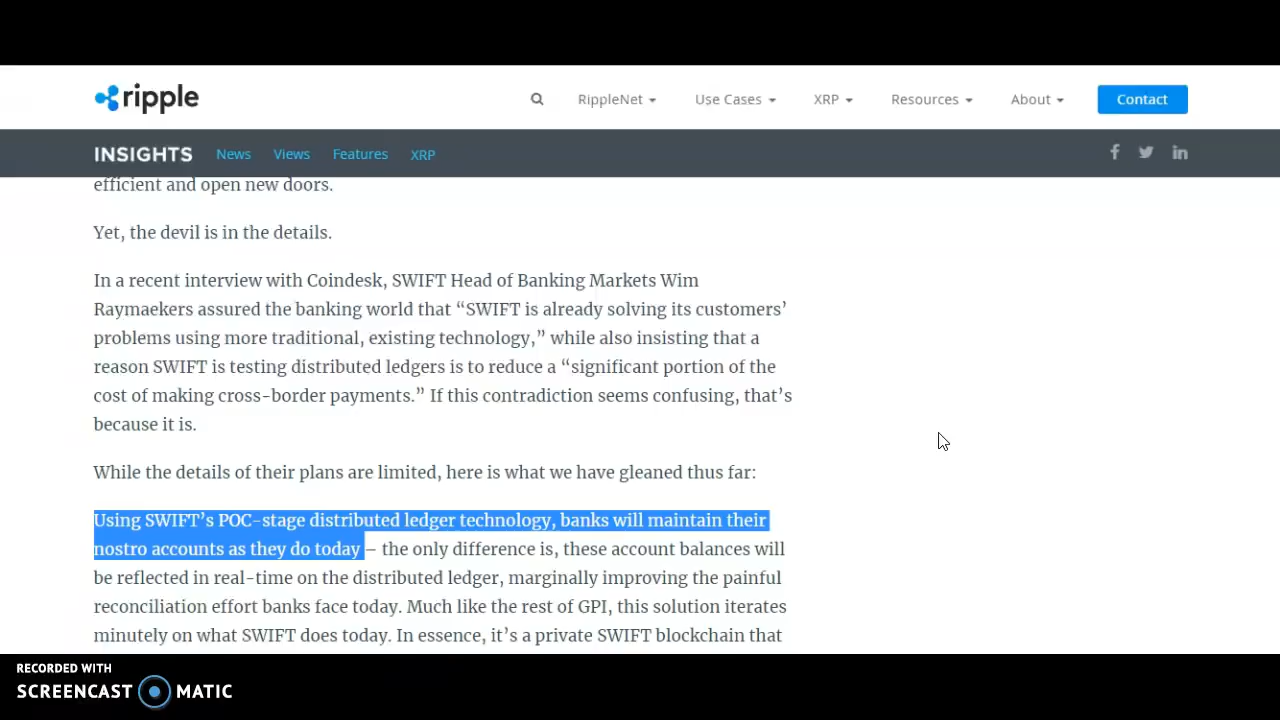 ripple
RippleNet
Use Cases
XRP
Resources
About
Contact
INSIGHTS
News
Views
Features
XRP
efficient and open new doors.
Yet, the devil is in the details.
In a recent interview with Coindesk, SWIFT Head of Banking Markets Wim
Raymaekers assured the banking world that “SWIFT is already solving its customers’
problems using more traditional, existing technology,” while also insisting that a
reason SWIFT is testing distributed ledgers is to reduce a “significant portion of the
cost of making cross-border payments.” If this contradiction seems confusing, that’s
because it is.
While the details of their plans are limited, here is what we have gleaned thus far:
Using SWIFT’s POC-stage distributed ledger technology, banks will maintain their
nostro accounts as they do today – the only difference is, these account balances will
be reflected in real-time on the distributed ledger, marginally improving the painful
reconciliation effort banks face today. Much like the rest of GPI, this solution iterates
minutely on what SWIFT does today. In essence, it’s a private SWIFT blockchain that
RECORDED WITH
SCREENCAST MATIC